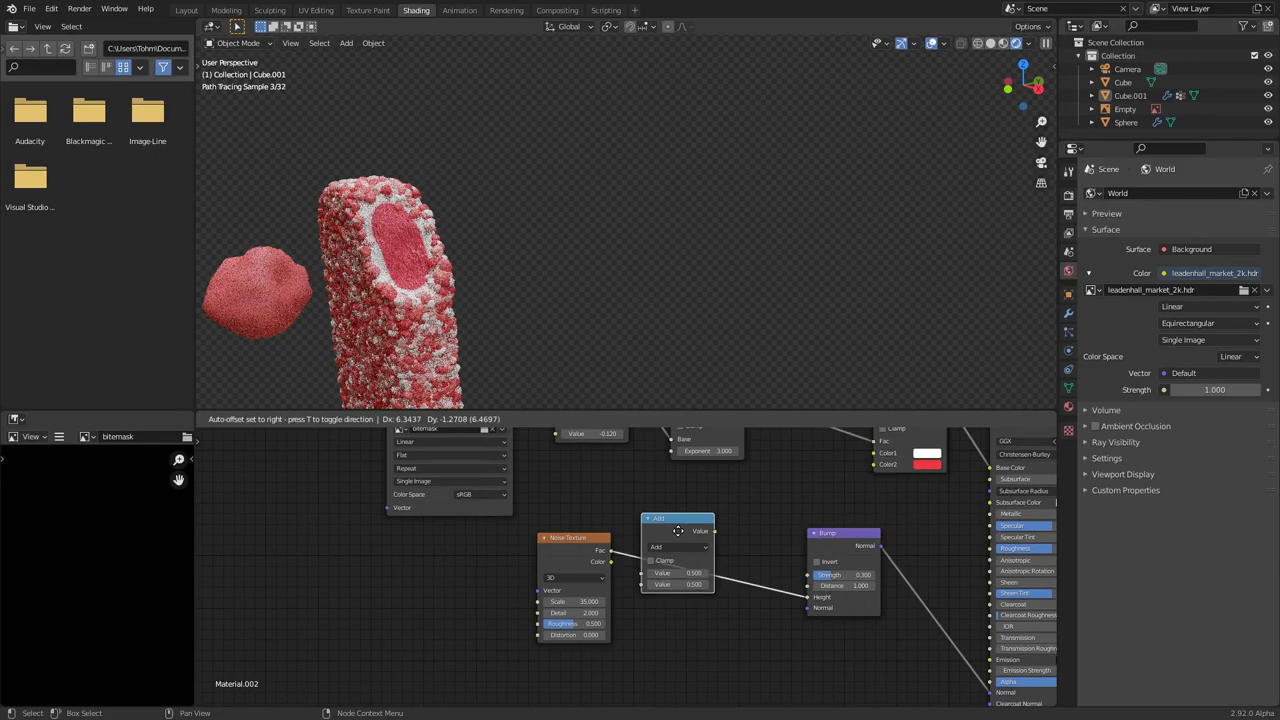 File Edit Render Window Help Layout Modeling Sculpting UV Editing Texture Paint Shading Animation Rendering Compositing Scripting + Scene View Layer
View Select
Global
Options
C:\Users\Tohm\Docum...
Object Mode View Select Add Object
User Perspective
(1) Collection | Cube.001
Path Tracing Sample 3/32
Z
Y
X
Audacity
Blackmagic ...
Image-Line
Visual Studio ...
Scene Collection
Collection
Camera
Cube
Cube.001
Empty
Sphere
Scene World
World
Preview
Surface
Surface Background
Color leadenhall_market_2k.hdr
leadenhall_market_2k.hdr
Linear
Equirectangular
Single Image
Color Space Linear
Vector Default
Strength 1.000
Volume
Ambient Occlusion
Ray Visibility
Settings
Viewport Display
Custom Properties
View bitemask
Auto-offset set to right - press T to toggle direction | Dx: 6.3437 Dy: -1.2708 (6.4697)
bitemask
Linear
Flat
Repeat
Single Image
Color Space sRGB
Vector
Value -0.120
Base
Exponent 3.000
Clamp
Fac
Color1
Color2
Noise Texture
Fac
Color
3D
Vector
Scale 35.000
Detail 2.000
Roughness 0.500
Distortion 0.000
Add
Value
Add
Clamp
Value 0.500
Value 0.500
Bump
Normal
Invert
Strength 0.300
Distance 1.000
Height
Normal
GGX
Christensen-Burley
Base Color
Subsurface
Subsurface Radius
Subsurface Color
Metallic
Specular
Specular Tint
Roughness
Anisotropic
Anisotropic Rotation
Sheen
Sheen Tint
Clearcoat
Clearcoat Roughness
IOR
Transmission
Transmission Roughn
Emission
Emission Strength
Alpha
Normal
Clearcoat Normal
Material.002
Select Box Select Pan View Node Context Menu 2.92.0 Alpha